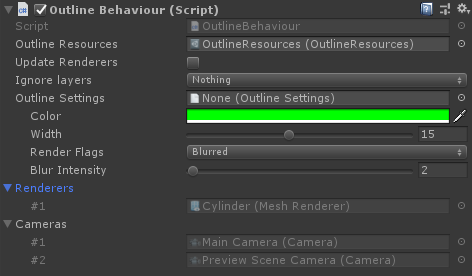 Outline Behaviour (Script)
Script OutlineBehaviour
Outline Resources OutlineResources (OutlineResources)
Update Renderers
Ignore layers Nothing
Outline Settings None (Outline Settings)
Color
Width 15
Render Flags Blurred
Blur Intensity 2
Renderers
#1 Cylinder (Mesh Renderer)
Cameras
#1 Main Camera (Camera)
#2 Preview Scene Camera (Camera)